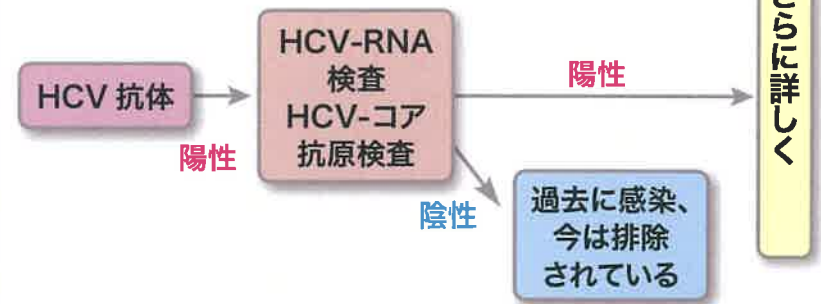 HCV 抗体
陽性
HCV-RNA
検査
HCV-コア
抗原検査
陽性
陰性
過去に感染、
今は排除
されている
らに詳しく